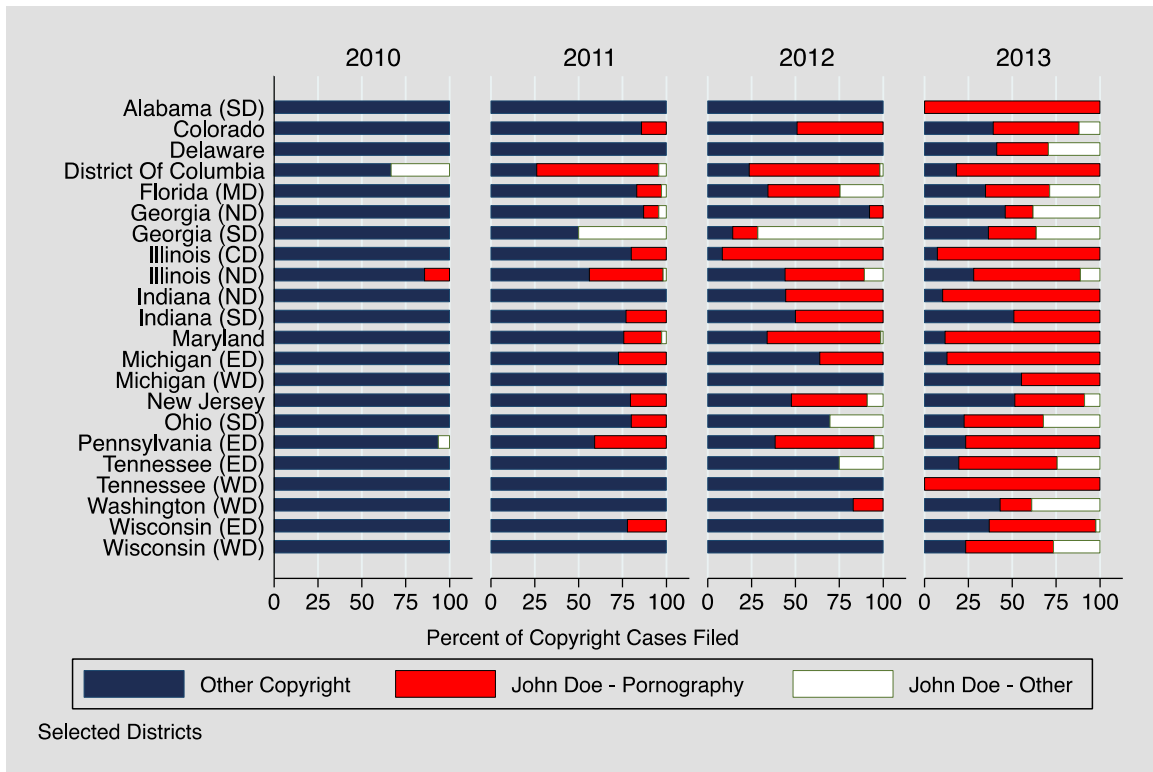 2010 2011 2012 2013
Alabama (SD)
Colorado
Delaware
District Of Columbia
Florida (MD)
Georgia (ND)
Georgia (SD)
Illinois (CD)
Illinois (ND)
Indiana (ND)
Indiana (SD)
Maryland
Michigan (ED)
Michigan (WD)
New Jersey
Ohio (SD)
Pennsylvania (ED)
Tennessee (ED)
Tennessee (WD)
Washington (WD)
Wisconsin (ED)
Wisconsin (WD)
0 25 50 75 100 0 25 50 75 100 0 25 50 75 100 0 25 50 75 100
Percent of Copyright Cases Filed
Other Copyright John Doe - Pornography John Doe - Other
Selected Districts